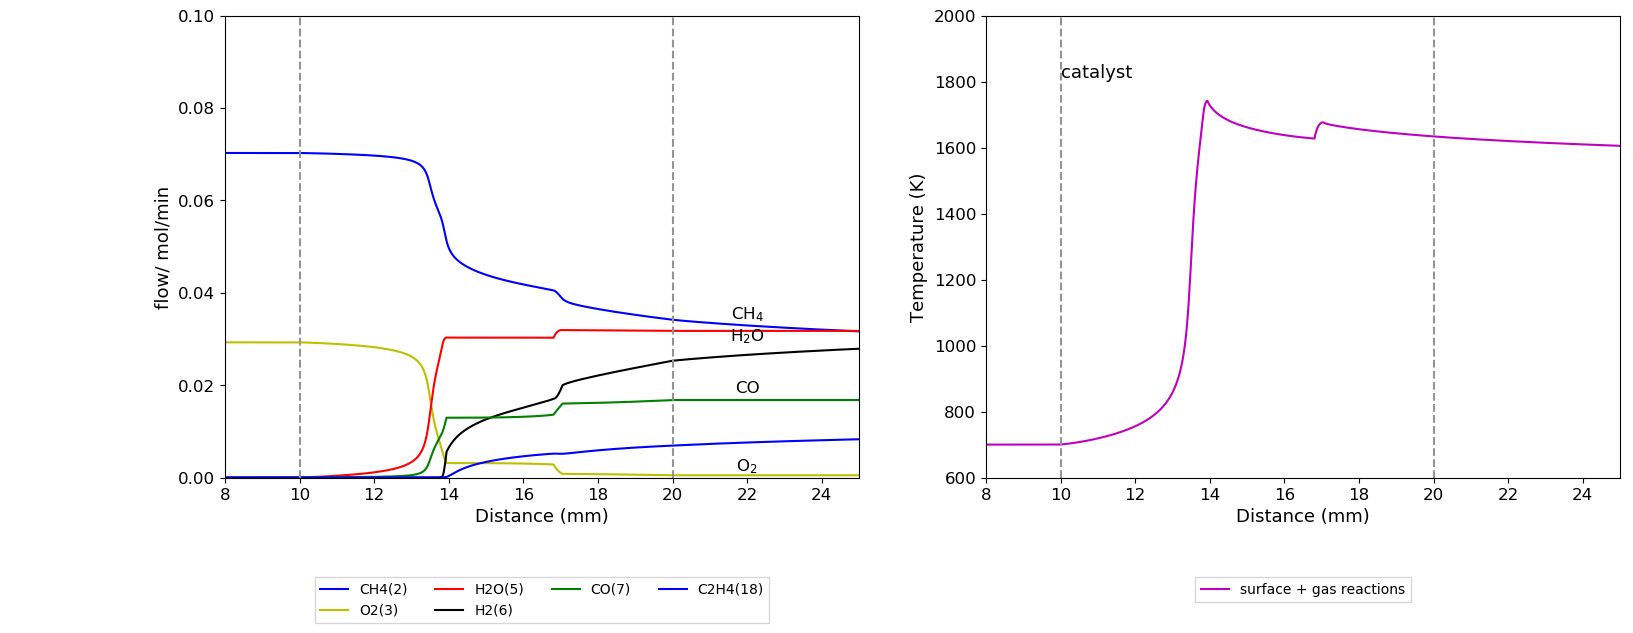 0.10
0.08
0.06
0.04
0.02
0.00
flow/ mol/min
CH₄
H₂O
CO
O₂
8 10 12 14 16 18 20 22 24
Distance (mm)
CH4(2) H2O(5) CO(7) C2H4(18)
O2(3) H2(6)
2000
1800
1600
1400
1200
1000
800
600
Temperature (K)
catalyst
8 10 12 14 16 18 20 22 24
Distance (mm)
surface + gas reactions